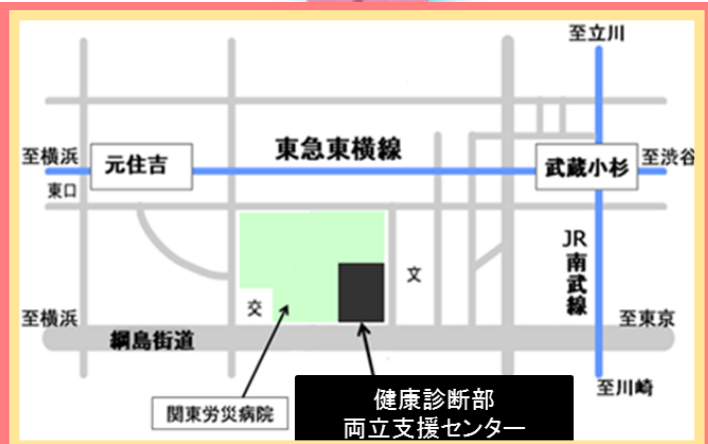 至立川
東急東横線
至横浜
元住吉
武蔵小杉
至渋谷
東口
JR
南武線
文
交
至横浜
至東京
綱島街道
至川崎
関東労災病院
健康診断部
両立支援センター